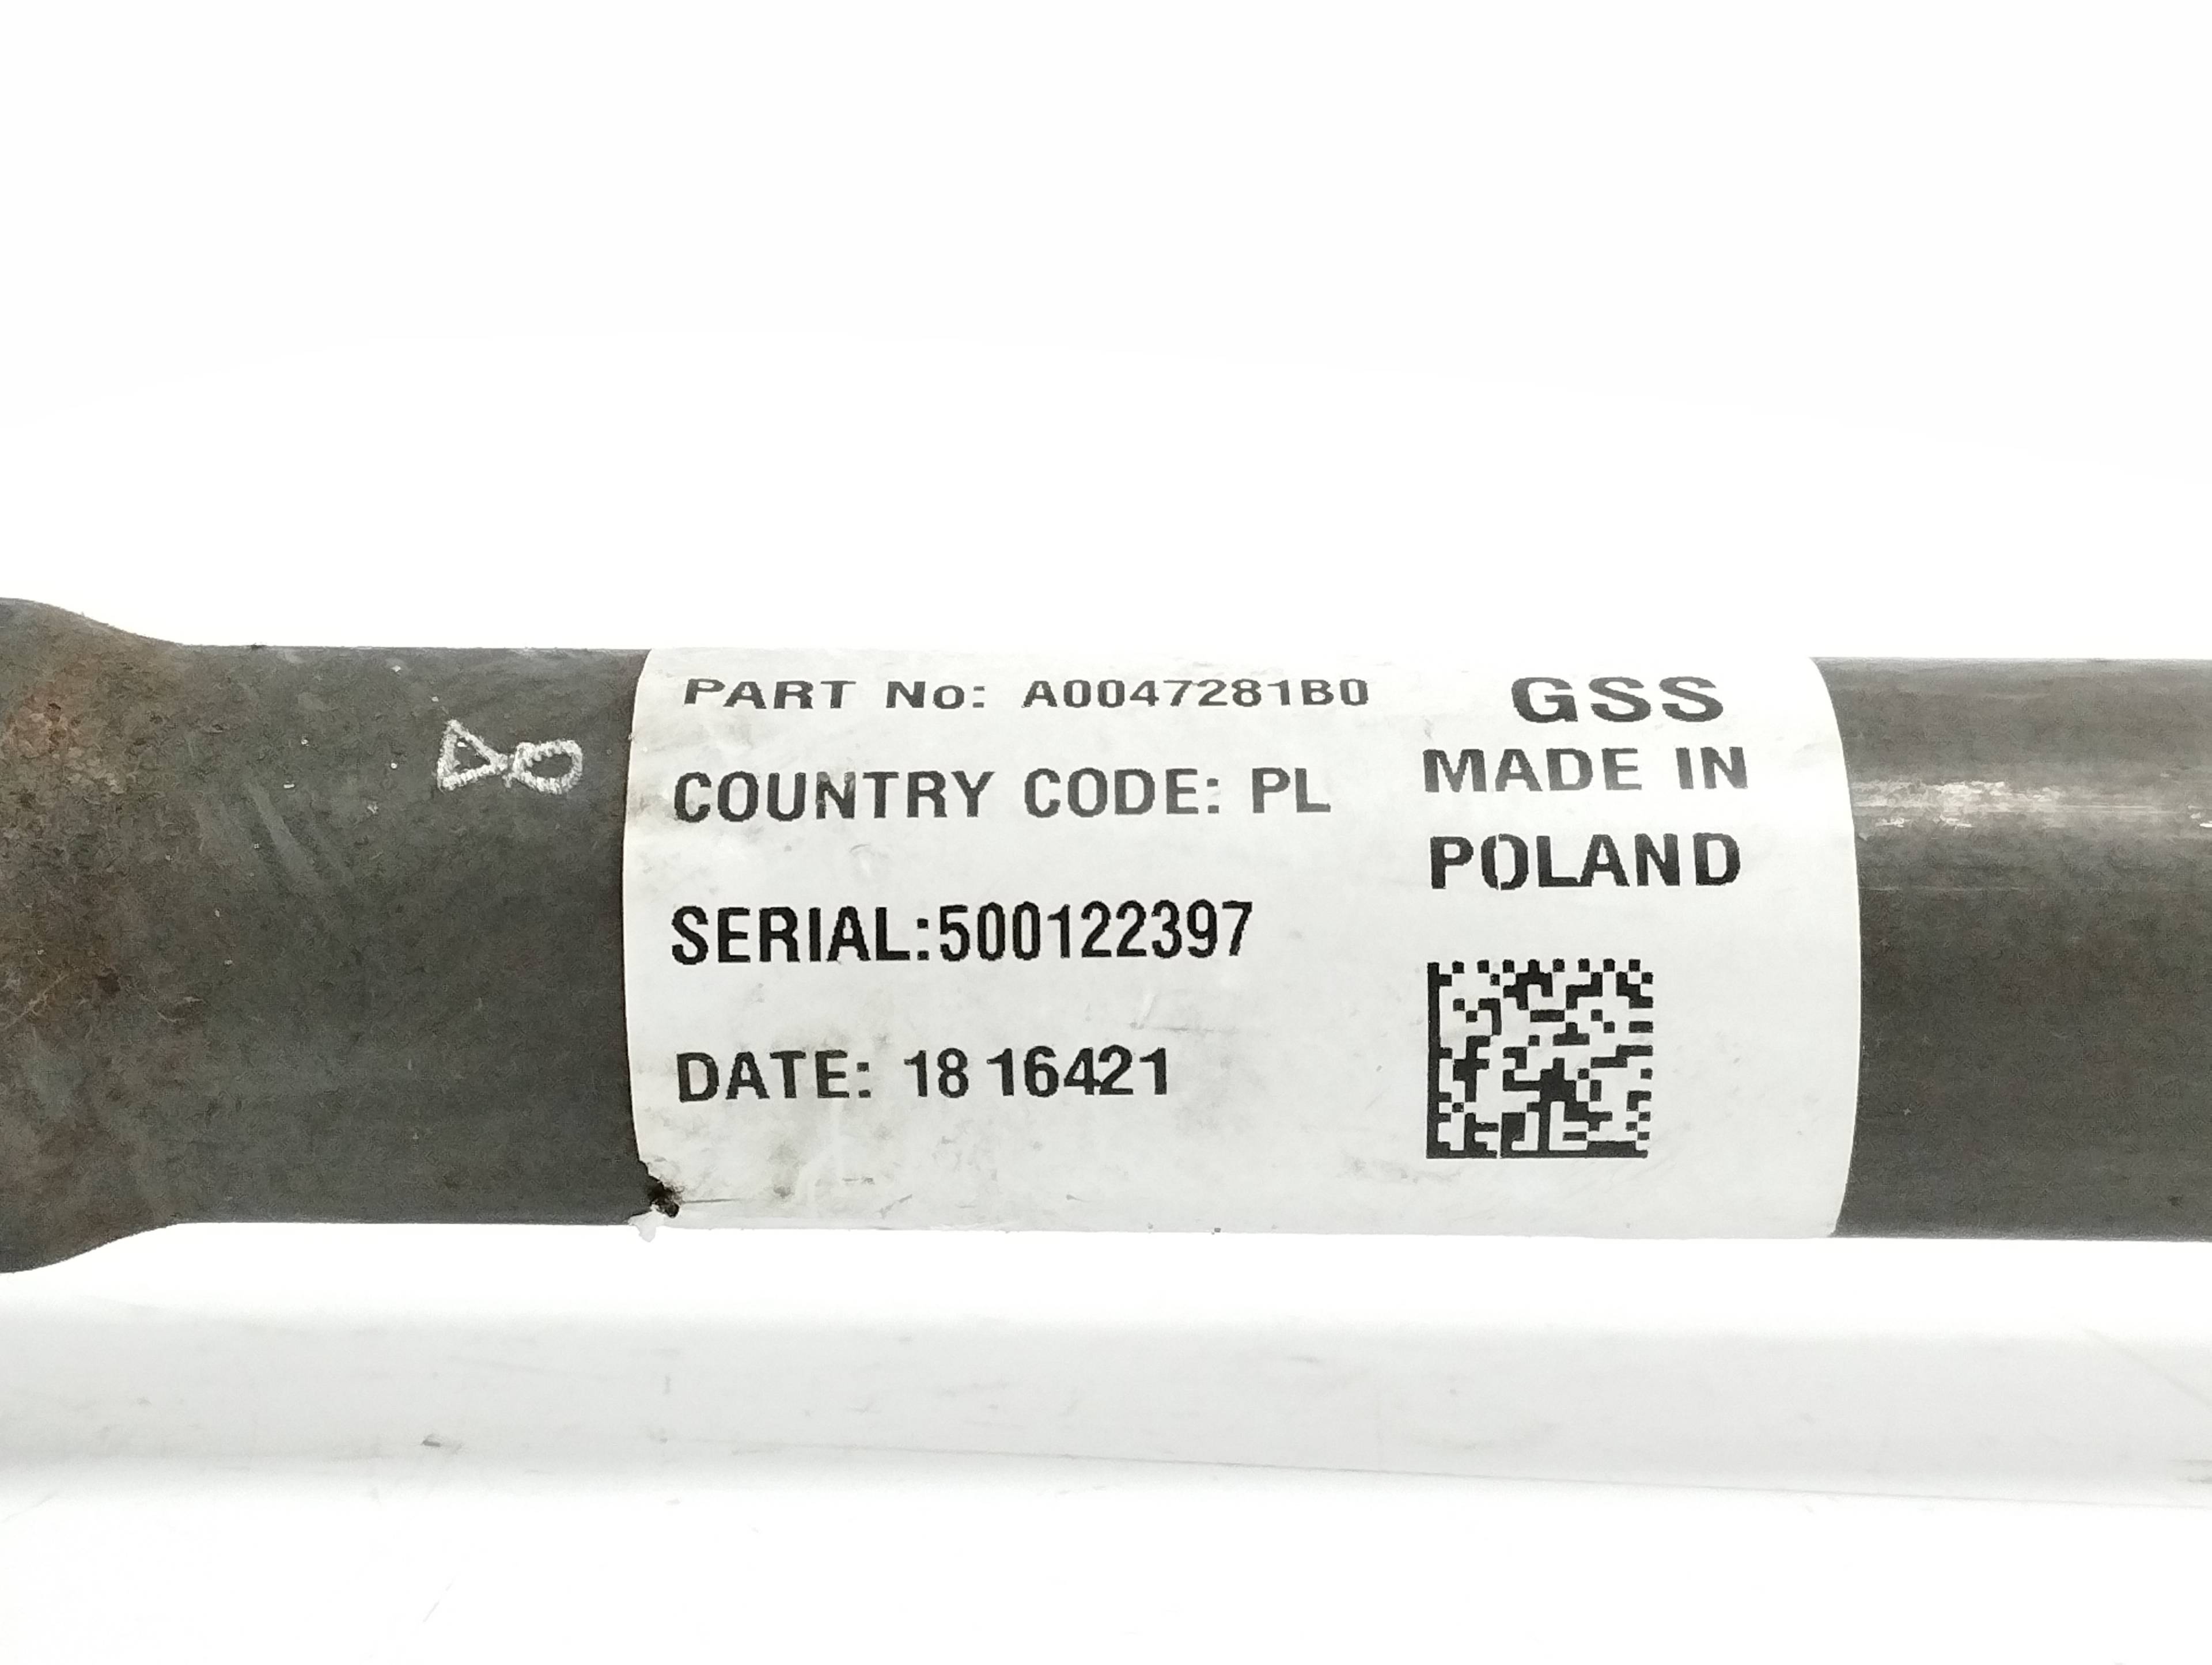 PART No: A0047281B0
COUNTRY CODE: PL
SERIAL:500122397
DATE: 18 16421
GSS
MADE IN
POLAND